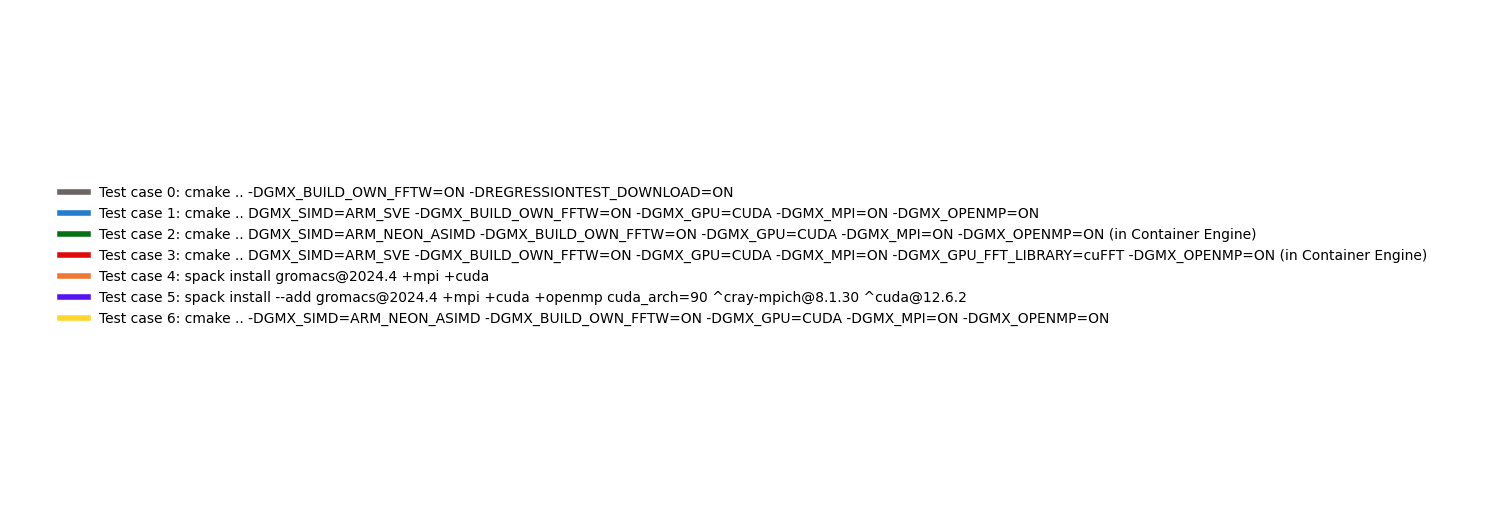 Test case 0: cmake .. -DGMX_BUILD_OWN_FFTW=ON -DREGRESSIONTEST_DOWNLOAD=ON
Test case 1: cmake .. DGMX_SIMD=ARM_SVE -DGMX_BUILD_OWN_FFTW=ON -DGMX_GPU=CUDA -DGMX_MPI=ON -DGMX_OPENMP=ON
Test case 2: cmake .. DGMX_SIMD=ARM_NEON_ASIMD -DGMX_BUILD_OWN_FFTW=ON -DGMX_GPU=CUDA -DGMX_MPI=ON -DGMX_OPENMP=ON (in Container Engine)
Test case 3: cmake .. DGMX_SIMD=ARM_SVE -DGMX_BUILD_OWN_FFTW=ON -DGMX_GPU=CUDA -DGMX_MPI=ON -DGMX_GPU_FFT_LIBRARY=cuFFT -DGMX_OPENMP=ON (in Container Engine)
Test case 4: spack install gromacs@2024.4 +mpi +cuda
Test case 5: spack install --add gromacs@2024.4 +mpi +cuda +openmp cuda_arch=90 ^cray-mpich@8.1.30 ^cuda@12.6.2
Test case 6: cmake .. -DGMX_SIMD=ARM_NEON_ASIMD -DGMX_BUILD_OWN_FFTW=ON -DGMX_GPU=CUDA -DGMX_MPI=ON -DGMX_OPENMP=ON